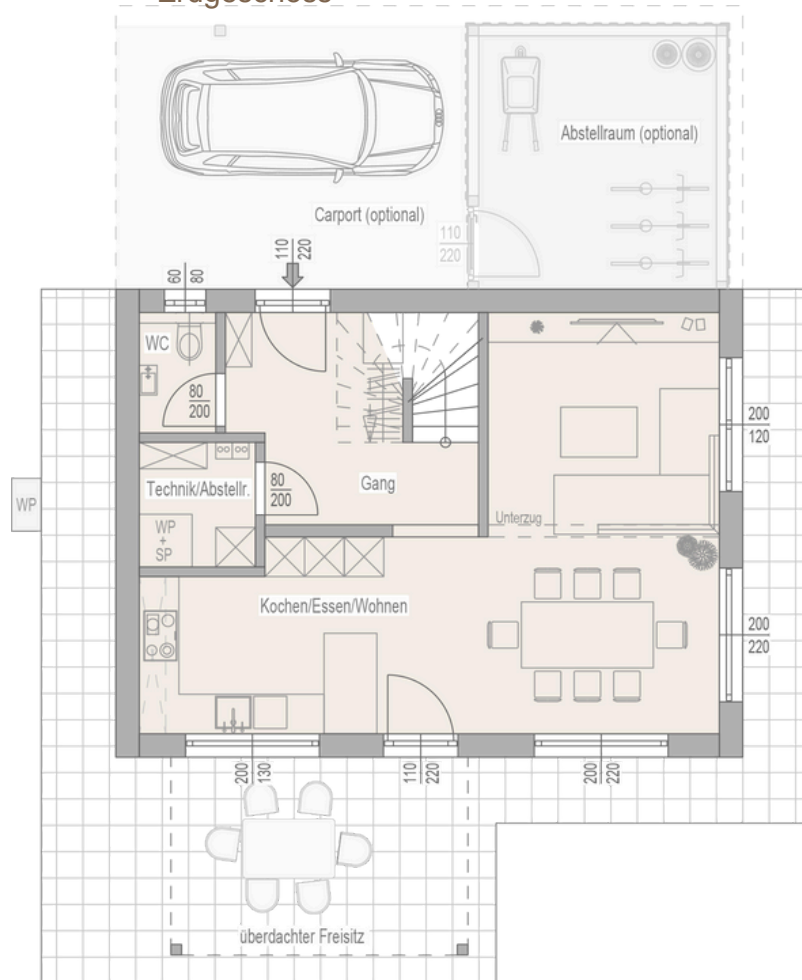 Erdgeschoss
Abstellraum (optional)
Carport (optional)
110
220
110
220
60
80
WC
80
200
200
120
Technik/Abstellr.
80
200
Gang
WP
WP
+
SP
Unterzug
Kochen/Essen/Wohnen
200
220
200
130
110
220
200
220
überdachter Freisitz